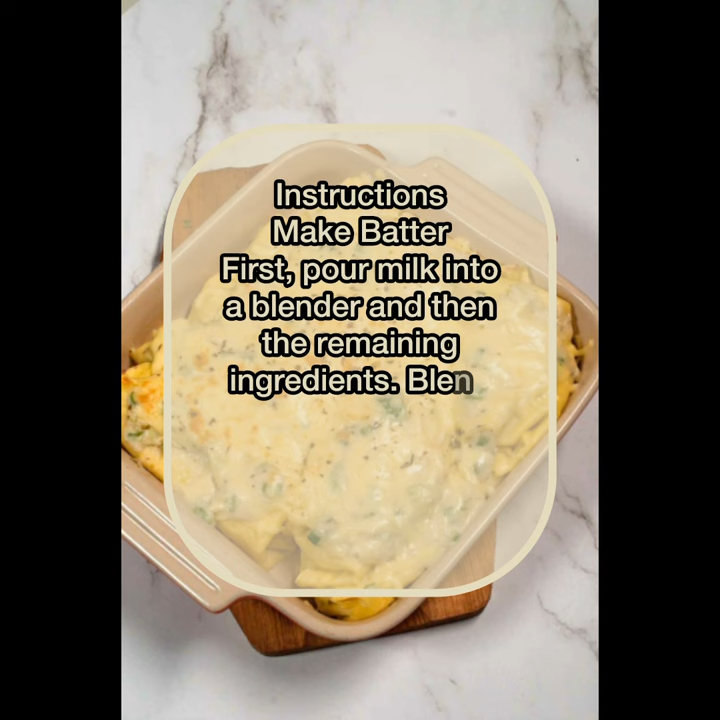 Instructions
Make Batter
First, pour milk into
a blender and then
the remaining
ingredients. Blen